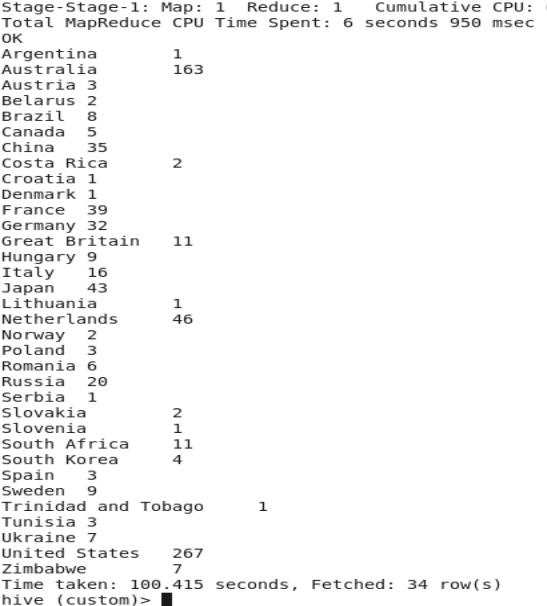 Stage-Stage-1: Map: 1  Reduce: 1   Cumulative CPU:
Total MapReduce CPU Time Spent: 6 seconds 950 msec
OK
Argentina	1
Australia	163
Austria	3
Belarus	2
Brazil	8
Canada	5
China	35
Costa Rica	2
Croatia	1
Denmark	1
France	39
Germany	32
Great Britain	11
Hungary	9
Italy	16
Japan	43
Lithuania	1
Netherlands	46
Norway	2
Poland	3
Romania	6
Russia	20
Serbia	1
Slovakia	2
Slovenia	1
South Africa	11
South Korea	4
Spain	3
Sweden	9
Trinidad and Tobago	1
Tunisia	3
Ukraine	7
United States	267
Zimbabwe	7
Time taken: 100.415 seconds, Fetched: 34 row(s)
hive (custom)>